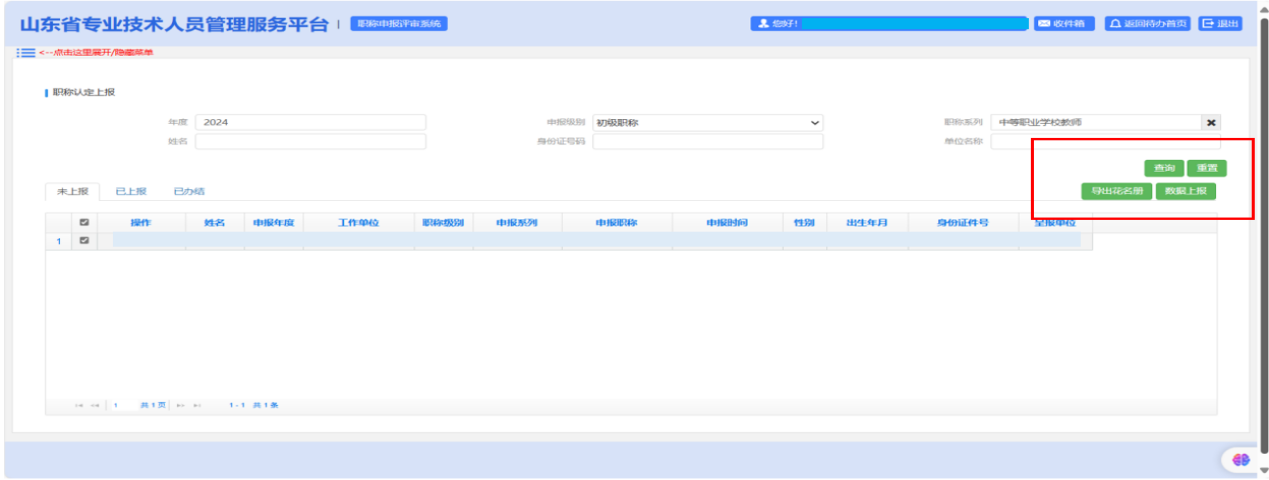 山东省专业技术人员管理服务平台 | 职称申报评审系统 您好! 收件箱 返回待办首页 退出
<--点击这里展开/隐藏菜单
职称认定上报
年度 2024 申报级别 初级职称 职称系列 中等职业学校教师
姓名 身份证号码 单位名称
查询 重置
未上报 已上报 已办结 导出花名册 数据上报
操作 姓名 申报年度 工作单位 职称级别 申报系列 申报职称 申报时间 性别 出生年月 身份证件号 呈报单位
1
1 共1页 1-1 共1条